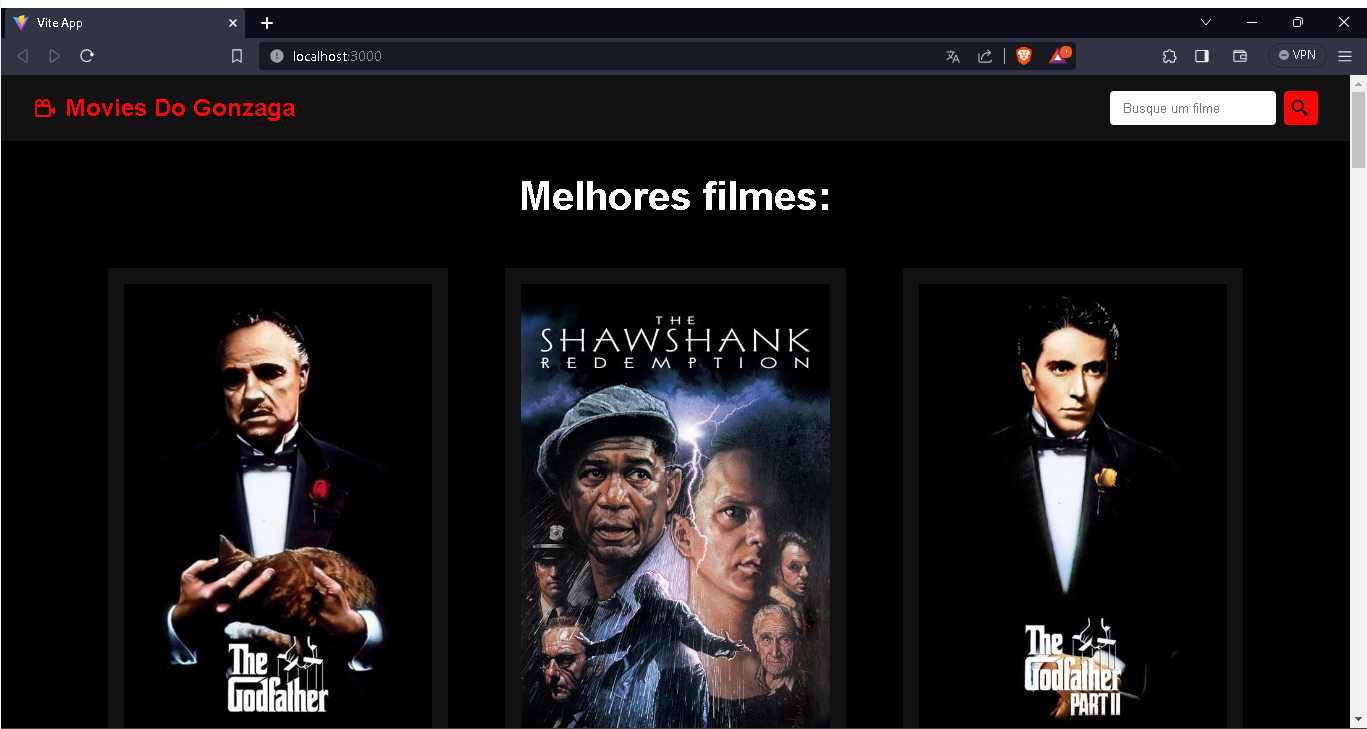 Vite App
localhost:3000
VPN
Movies Do Gonzaga
Busque um filme
Melhores filmes:
THE
SHAWSHANK
REDEMPTION
The
Godfather
The
Godfather
PART II